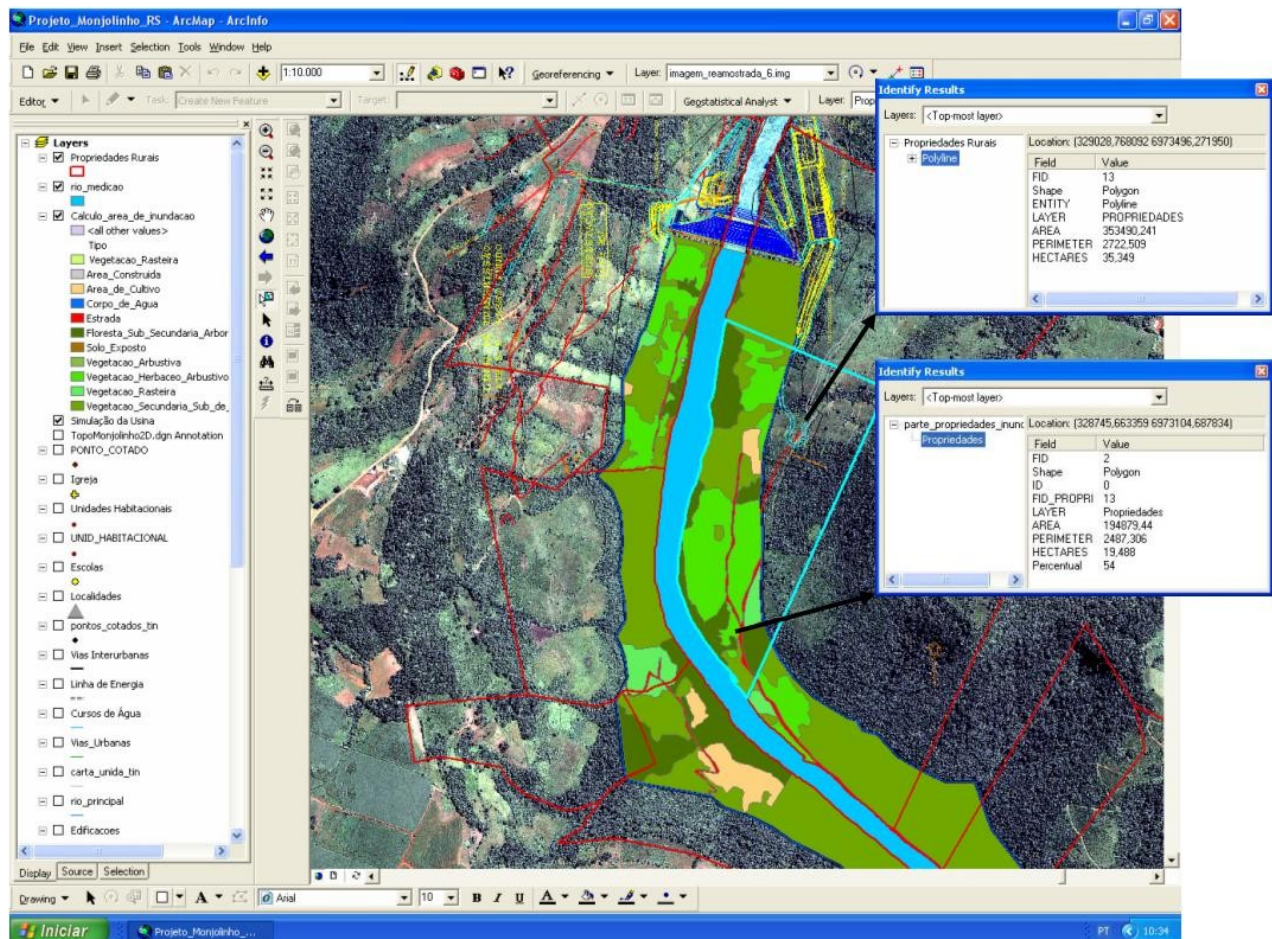 Projeto_Monjolinho_RS - ArcMap - ArcInfo
File Edit View Insert Selection Tools Window Help
1:10.000 Georeferencing Layer: imagem_reamostrada_6.img
Editor Task: Create New Feature Target: Geostatistical Analyst Layer: Prop
Layers
Propriedades Rurais
rio_medicao
Calculo_area_de_inundacao
<all other values>
Tipo
Vegetacao_Rasteira
Area_Construida
Area_de_Cultivo
Corpo_de_Agua
Estrada
Floresta_Sub_Secundaria_Arbor
Solo_Exposto
Vegetacao_Arbustiva
Vegetacao_Herbaceo_Arbustivo
Vegetacao_Rasteira
Vegetacao_Secundaria_Sub_de_
Simulação da Usina
TopoMonjolinho2D.dgn Annotation
PONTO_COTADO
Igreja
Unidades Habitacionais
UNID_HABITACIONAL
Escolas
Localidades
pontos_cotados_tin
Vias Interurbanas
Linha de Energia
Cursos de Água
Vias_Urbanas
carta_unida_tin
rio_principal
Edificacoes
Display Source Selection
Identify Results
Layers: <Top-most layer>
Propriedades Rurais
Polyline
Location: (329028,768092 6973496,271950)
Field Value
FID 13
Shape Polygon
ENTITY Polyline
LAYER PROPRIEDADES
AREA 353490,241
PERIMETER 2722,509
HECTARES 35,349
Identify Results
Layers: <Top-most layer>
parte_propriedades_inunc
Propriedades
Location: (328745,663359 6973104,687834)
Field Value
FID 2
Shape Polygon
ID 0
FID_PROPRI 13
LAYER Propriedades
AREA 194879,44
PERIMETER 2487,306
HECTARES 19,488
Percentual 54
Drawing A Arial 10 B I U A
Iniciar Projeto_Monjolinho_... PT 10:34